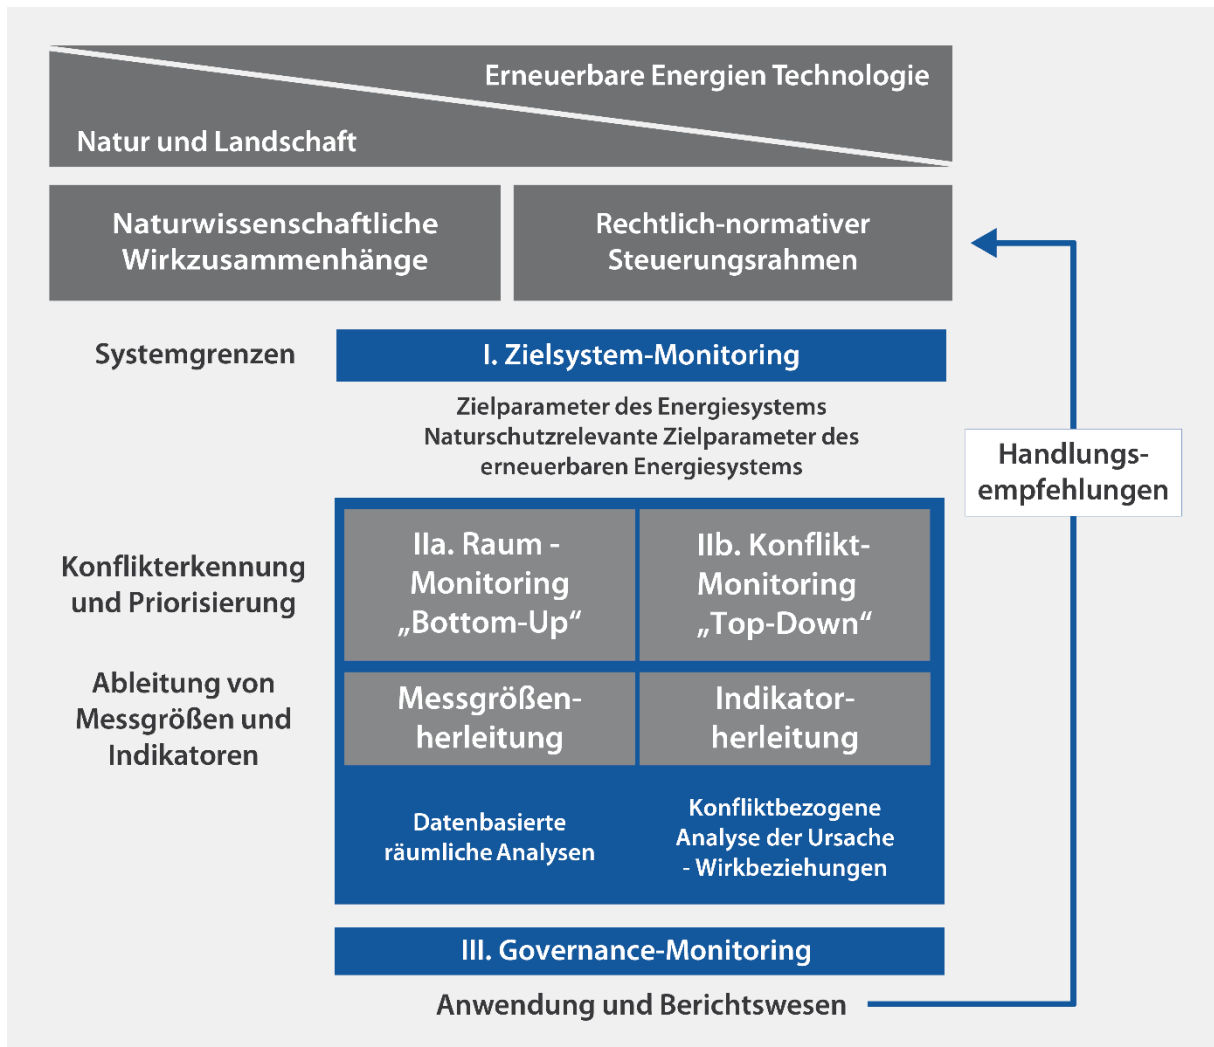 Erneuerbare Energien Technologie
Natur und Landschaft
Naturwissenschaftliche
Wirkzusammenhänge
Rechtlich-normativer
Steuerungsrahmen
Systemgrenzen
I. Zielsystem-Monitoring
Zielparameter des Energiesystems
Naturschutzrelevante Zielparameter des
erneuerbaren Energiesystems
Handlungs-
empfehlungen
Konflikterkennung
und Priorisierung
IIa. Raum -
Monitoring
„Bottom-Up“
IIb. Konflikt-
Monitoring
„Top-Down“
Ableitung von
Messgrößen und
Indikatoren
Messgrößen-
herleitung
Indikator-
herleitung
Datenbasierte
räumliche Analysen
Konfliktbezogene
Analyse der Ursache
- Wirkbeziehungen
III. Governance-Monitoring
Anwendung und Berichtswesen